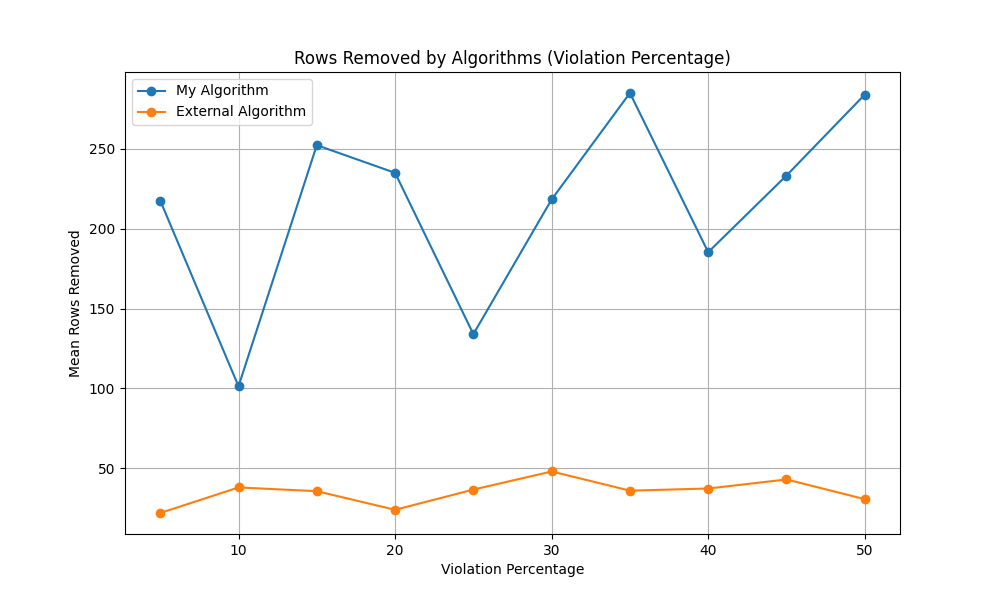 Rows Removed by Algorithms (Violation Percentage)
My Algorithm
External Algorithm
Mean Rows Removed
250
200
150
100
50
10 20 30 40 50
Violation Percentage